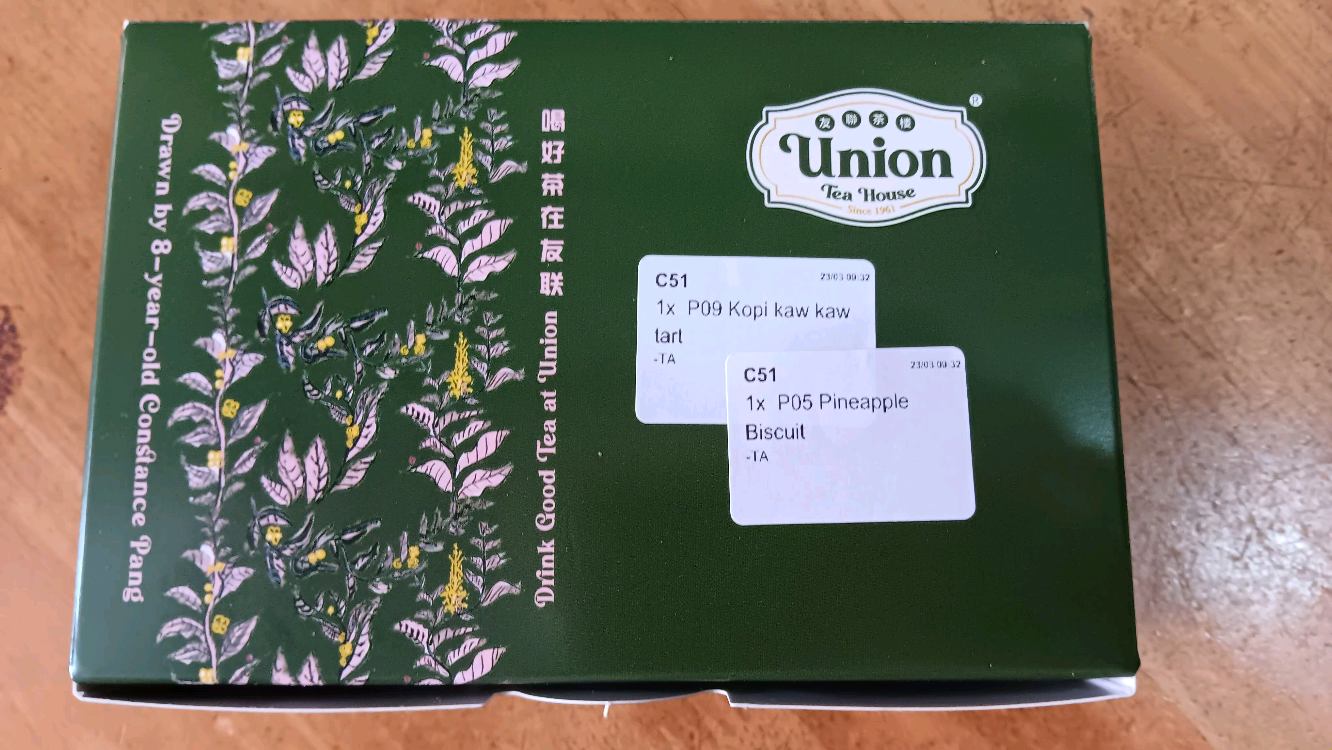 Drawn by 8-year-old Constance Pang
喝好茶在友联 Drink Good Tea at Union
®
友聯茶楼
Union
Tea House
Since 1961
C51 23/03 09:32
1x P09 Kopi kaw kaw
tart
-TA
C51 23/03 09:32
1x P05 Pineapple
Biscuit
-TA